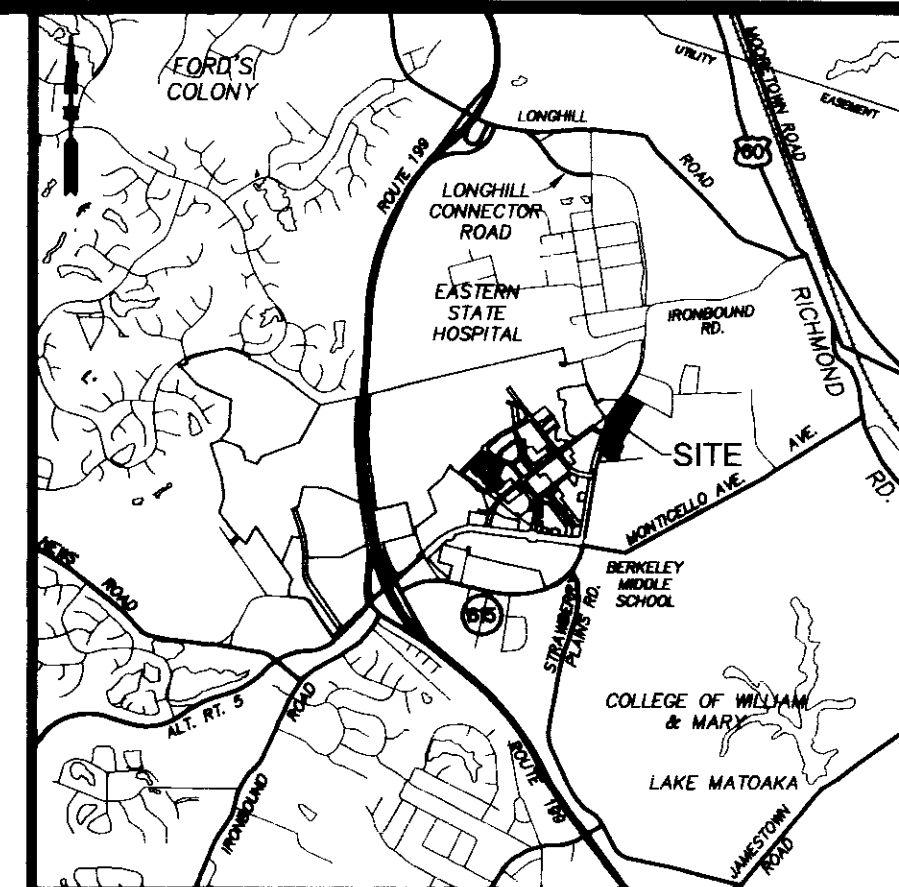 FORD'S
COLONY
UTILITY
EASEMENT
MOORETOWN ROAD
60
LONGHILL
ROAD
ROUTE 199
LONGHILL
CONNECTOR
ROAD
EASTERN
STATE
HOSPITAL
IRONBOUND
RD.
RICHMOND
RD.
SITE
MONTICELLO AVE.
AVE.
NEWS
ROAD
BERKELEY
MIDDLE
SCHOOL
615
STRAWBERRY
PLAINS RD.
ALT. RT. 5
IRONBOUND
ROAD
ROUTE 199
COLLEGE OF WILLIAM
& MARY
LAKE MATOAKA
JAMESTOWN
ROAD